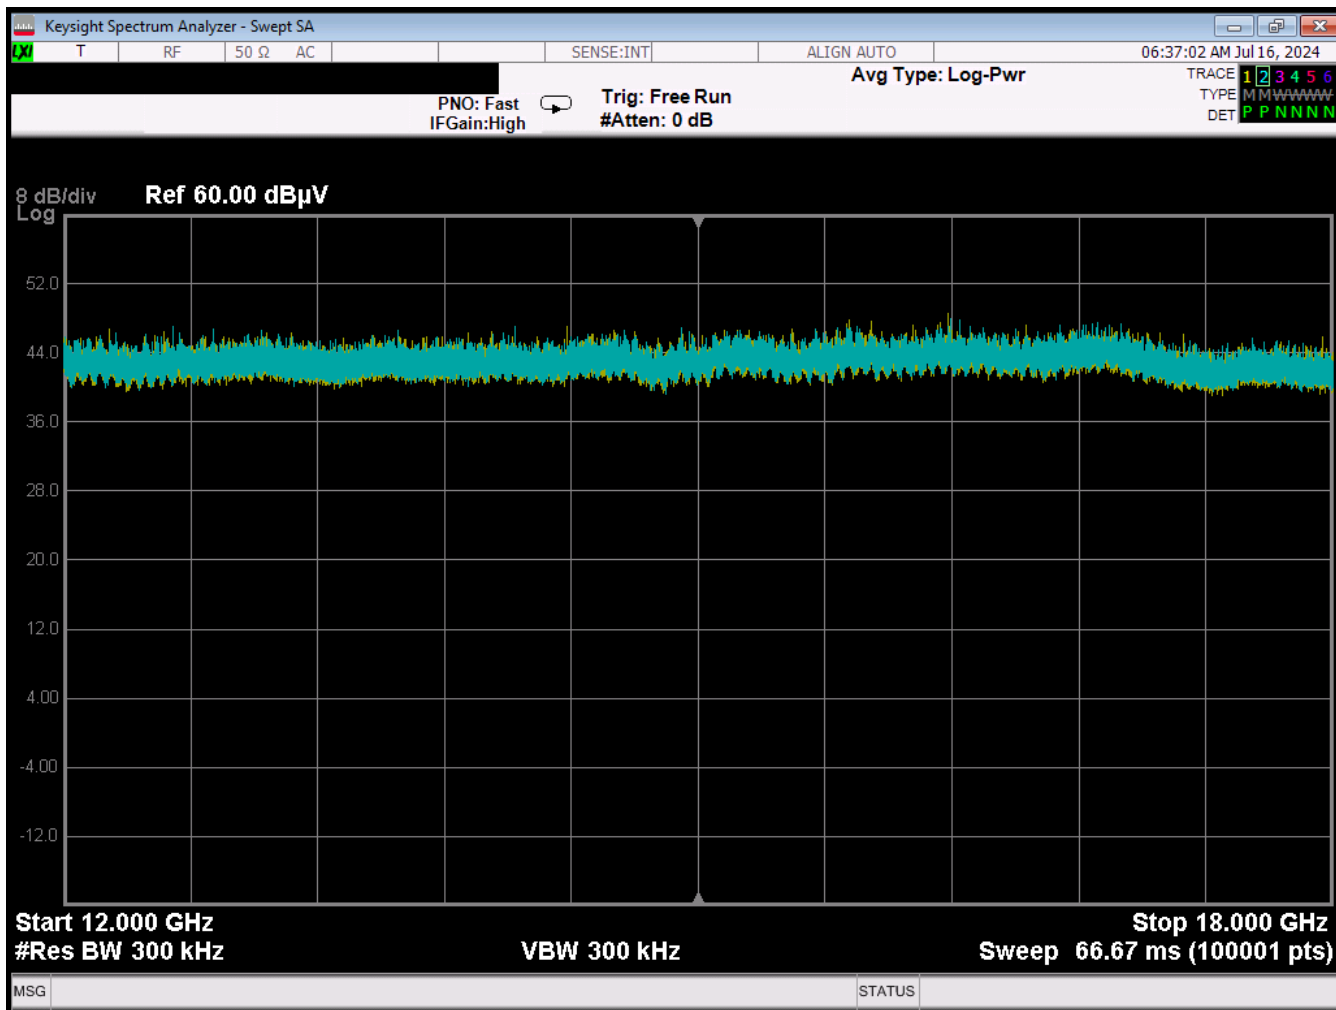 Keysight Spectrum Analyzer - Swept SA
LXI T RF 50 Ω AC SENSE:INT ALIGN AUTO 06:37:02 AM Jul 16, 2024
Avg Type: Log-Pwr TRACE 1 2 3 4 5 6
PNO: Fast Trig: Free Run TYPE M M W W W W
IFGain:High #Atten: 0 dB DET P P N N N N
8 dB/div Ref 60.00 dBµV
Log
52.0
44.0
36.0
28.0
20.0
12.0
4.00
-4.00
-12.0
Start 12.000 GHz Stop 18.000 GHz
#Res BW 300 kHz VBW 300 kHz Sweep 66.67 ms (100001 pts)
MSG STATUS